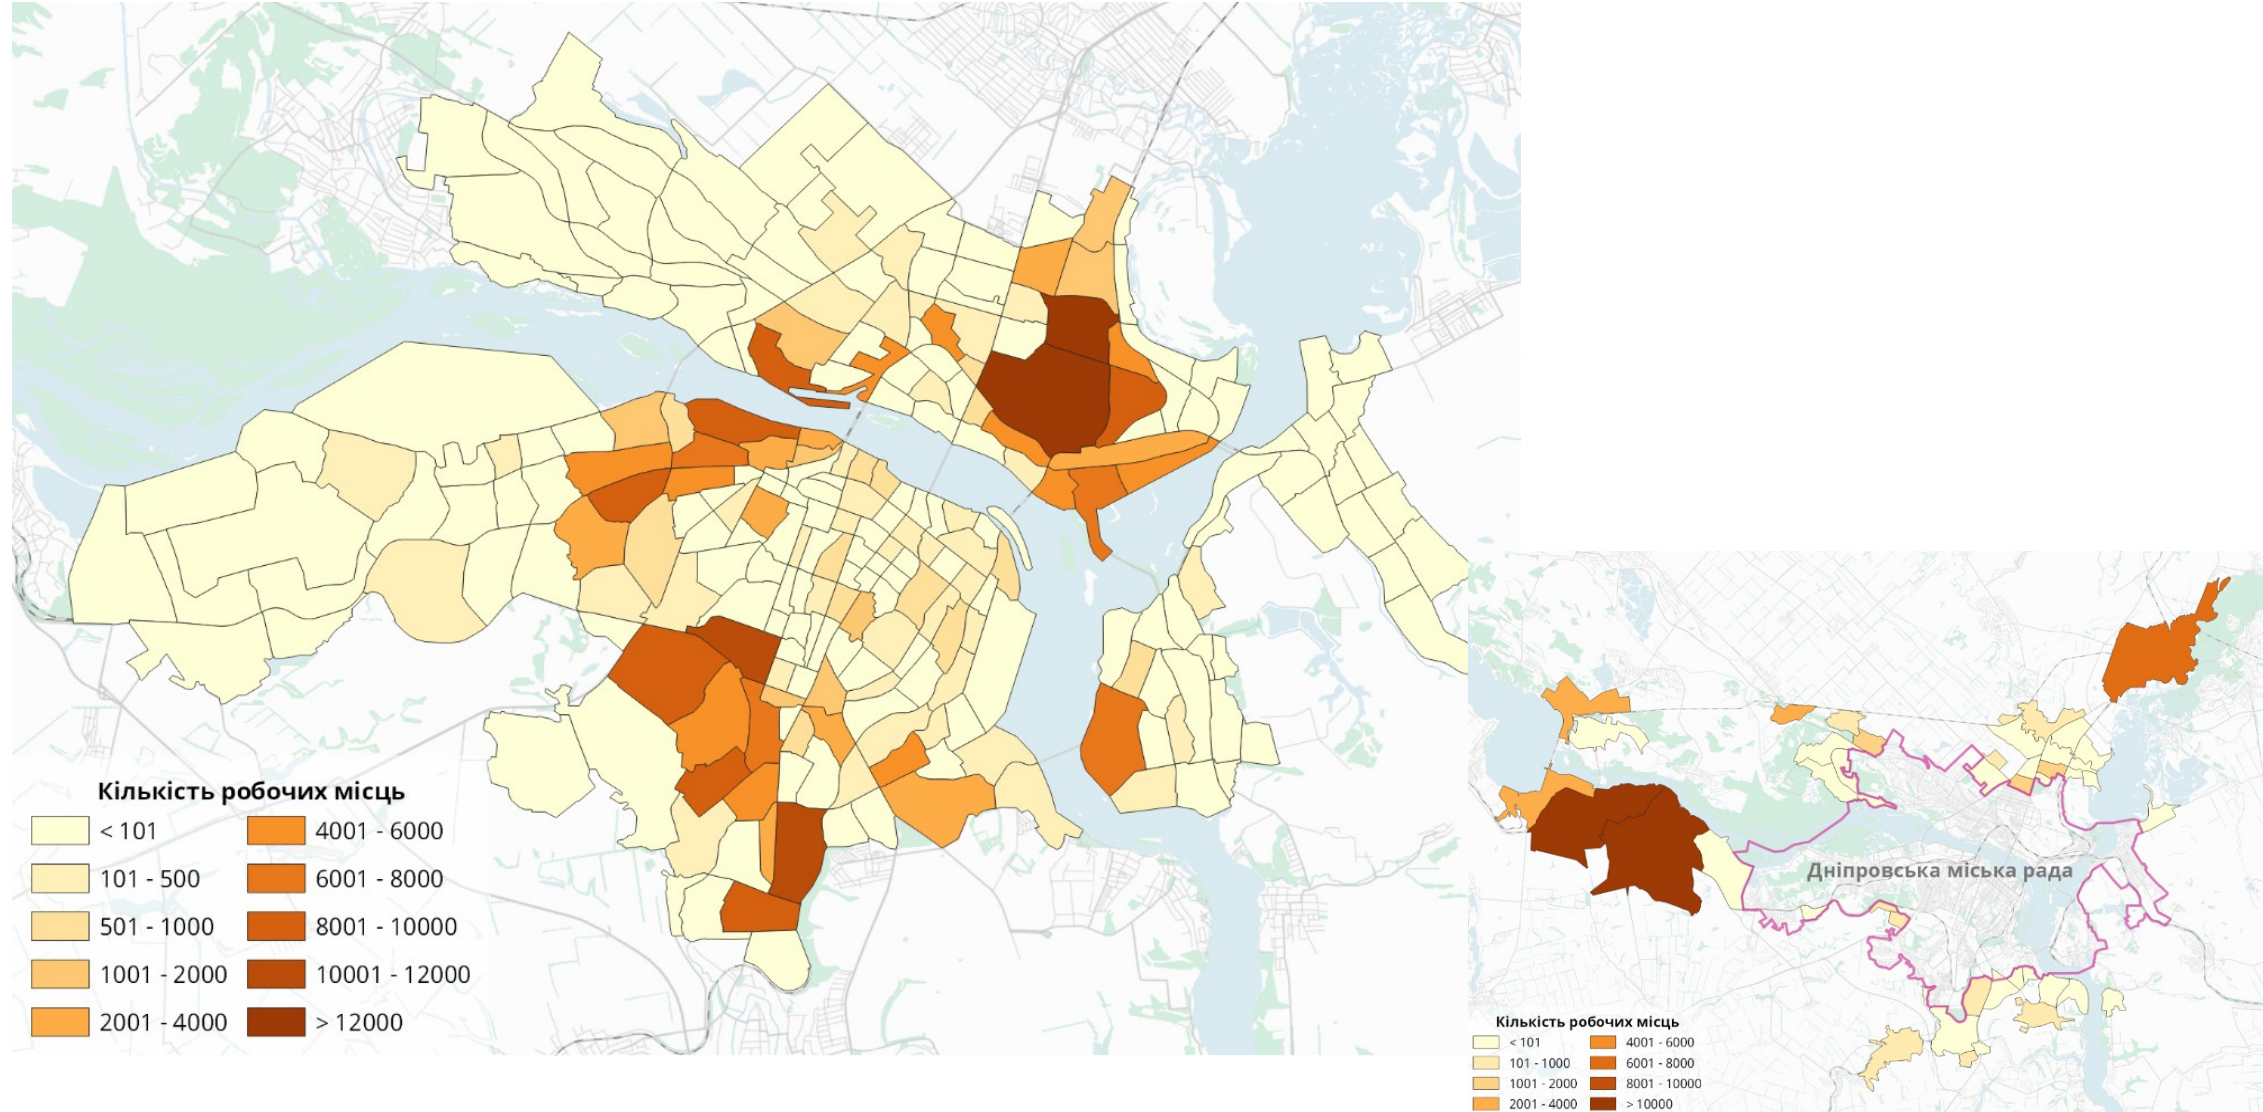 Кількість робочих місць
< 101
101 - 500
501 - 1000
1001 - 2000
2001 - 4000
4001 - 6000
6001 - 8000
8001 - 10000
10001 - 12000
> 12000
Дніпровська міська рада
Кількість робочих місць
< 101
101 - 1000
1001 - 2000
2001 - 4000
4001 - 6000
6001 - 8000
8001 - 10000
> 10000